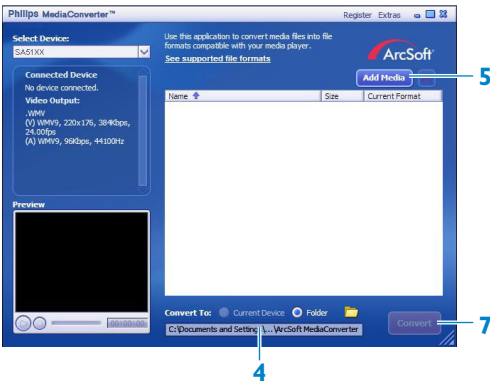 Philips MediaConverter™
Register Extras
Select Device:
SA51XX
Connected Device
No device connected.
Video Output:
.WMV
(V) WMV9, 220x176, 384Kbps,
24.00fps
(A) WMV9, 96Kbps, 44100Hz
Preview
00:00:00
Use this application to convert media files into file
formats compatible with your media player.
See supported file formats
ArcSoft
Add Media
5
Name Size Current Format
Convert To: Current Device Folder
C:\Documents and Settings\,...\ArcSoft MediaConverter
Convert
7
4